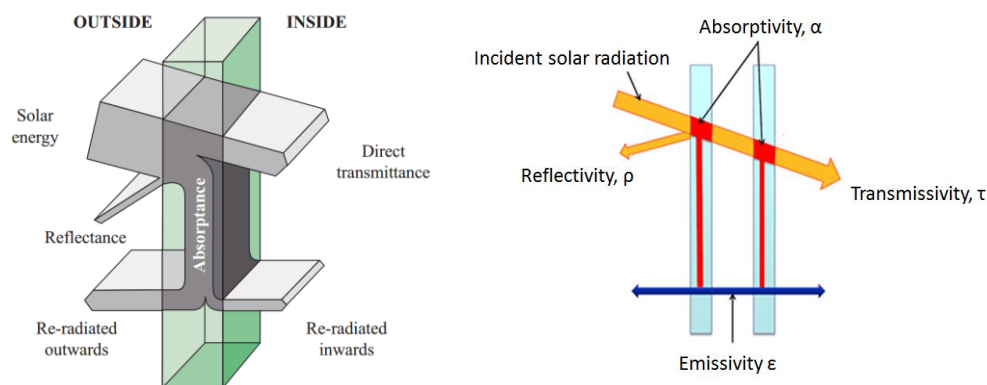 OUTSIDE
INSIDE
Solar
energy
Direct
transmittance
Reflectance
Absorptance
Re-radiated
outwards
Re-radiated
inwards
Absorptivity, α
Incident solar radiation
Reflectivity, ρ
Transmissivity, τ
Emissivity ε